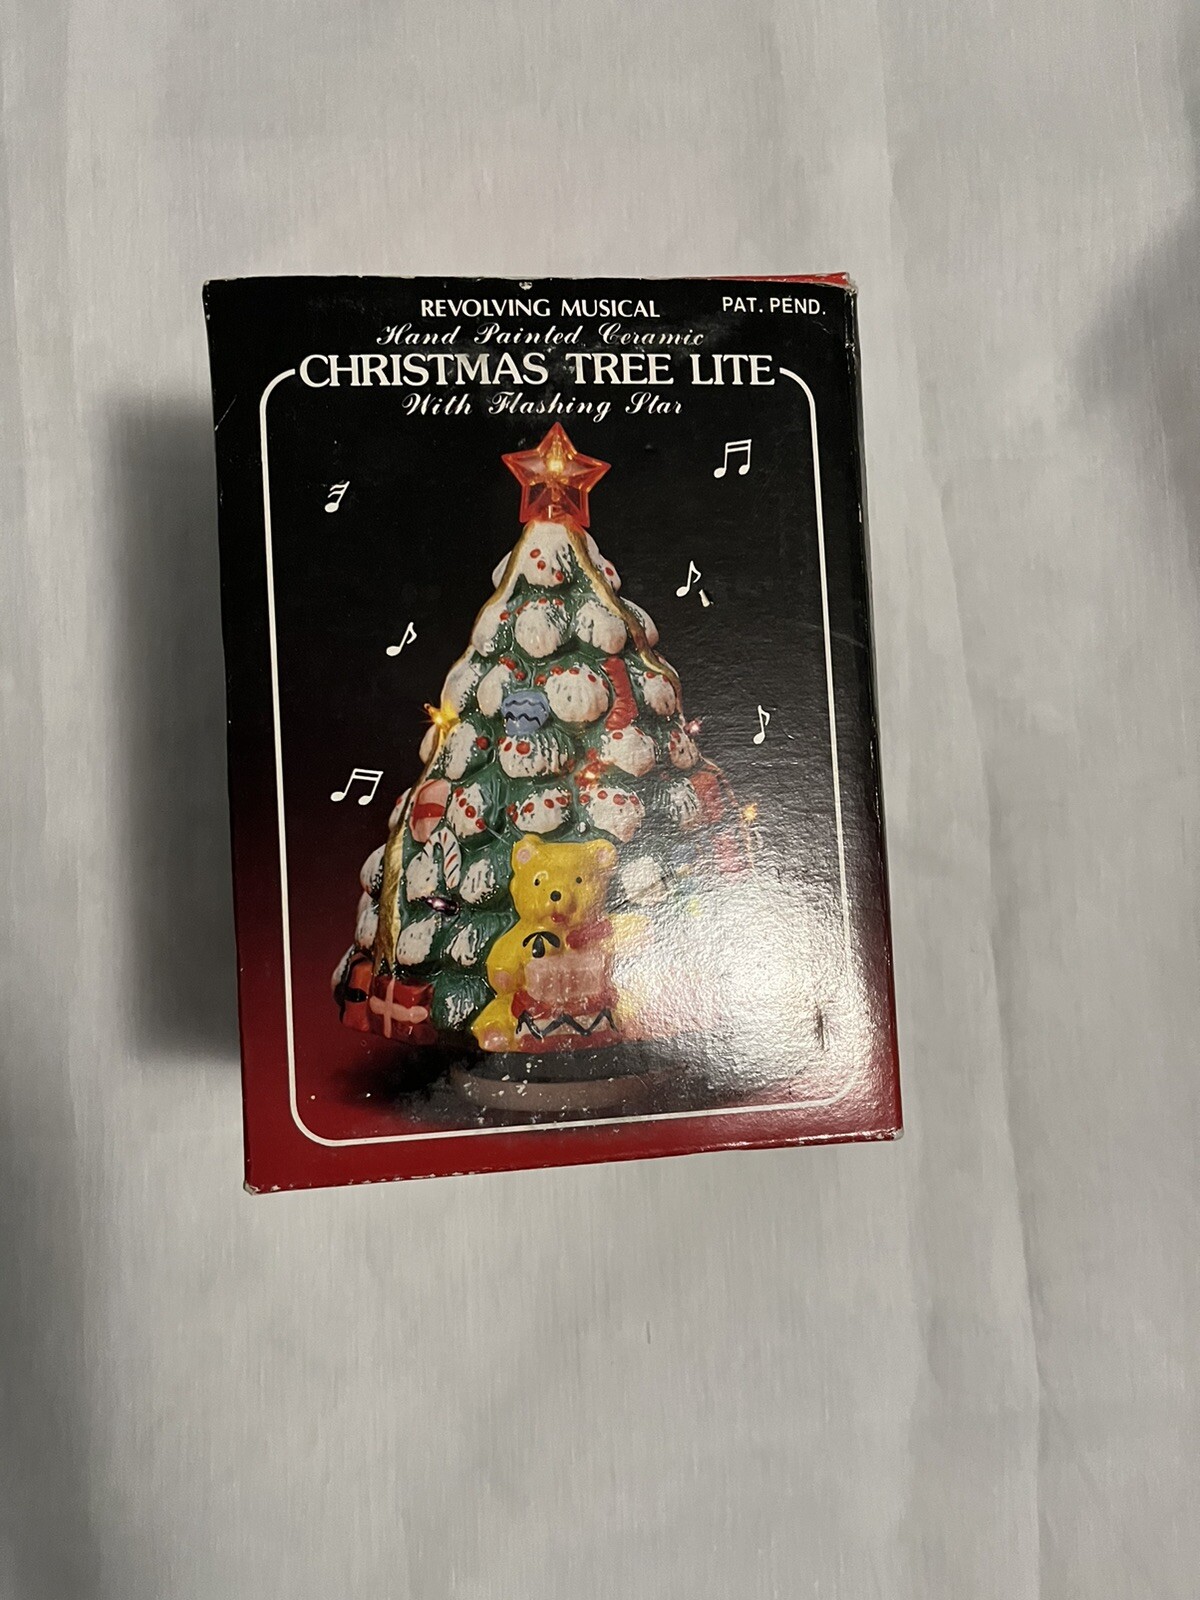 REVOLVING MUSICAL
PAT. PEND.
Hand Painted Ceramic
CHRISTMAS TREE LITE
With Flashing Star